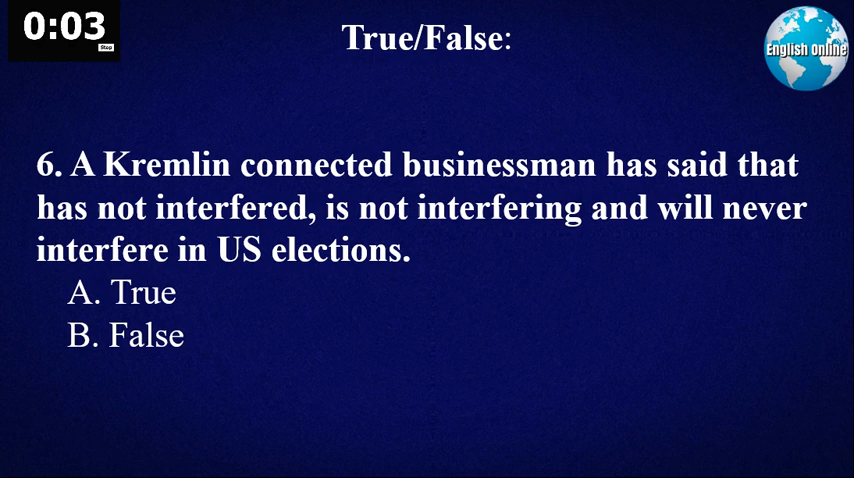 0:03
Stop
True/False:
English Online
6. A Kremlin connected businessman has said that
has not interfered, is not interfering and will never
interfere in US elections.
A. True
B. False